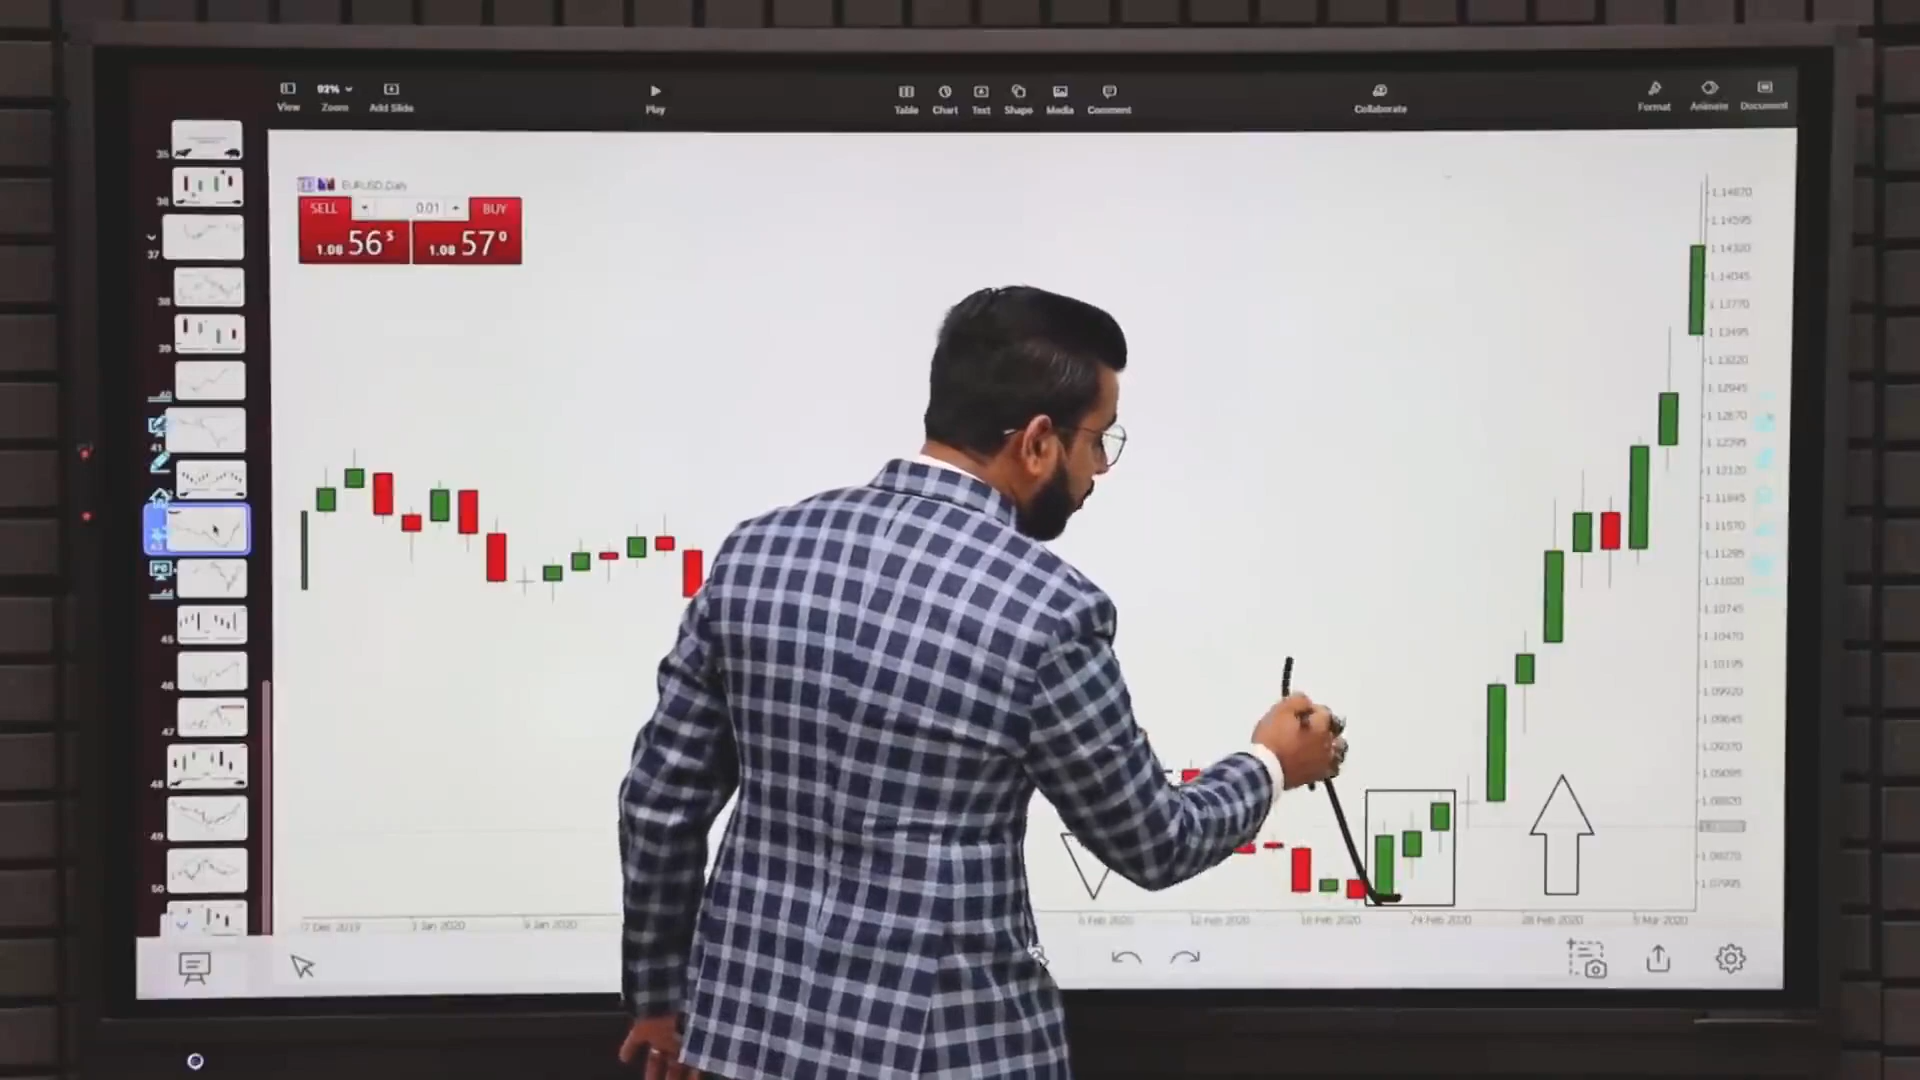 View
92%
Zoom
Add Slide
Play
Table
Chart
Text
Shape
Media
Comment
Collaborate
Format
Animate
Document
35
36
37
38
39
40
41
45
46
47
48
49
50
EURUSD,Daily
SELL
0.01
BUY
1.08 56 5
1.08 57 0
1.14870
1.14595
1.14320
1.14045
1.13770
1.13495
1.13220
1.12945
1.12670
1.12395
1.12120
1.11845
1.11570
1.11295
1.11020
1.10745
1.10470
1.10195
1.09920
1.09645
1.09370
1.09095
1.08820
1.08270
1.07995
Dec 2019
Jan 2020
9 Jan 2020
6 Feb 2020
12 Feb 2020
18 Feb 2020
24 Feb 2020
28 Feb 2020
5 Mar 2020